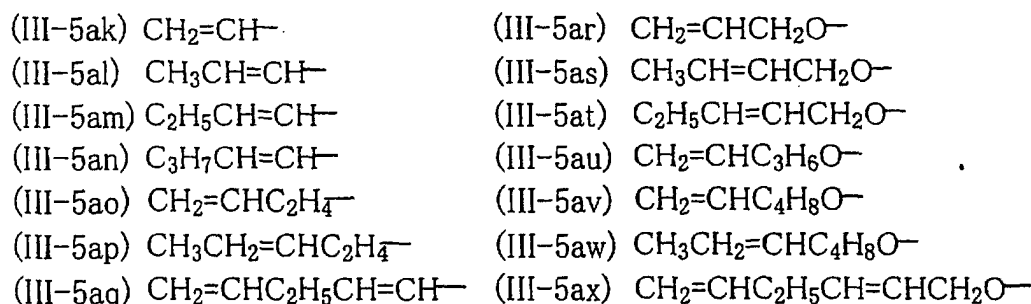 (III-5ak) CH₂=CH— (III-5ar) CH₂=CHCH₂O—
(III-5al) CH₃CH=CH— (III-5as) CH₃CH=CHCH₂O—
(III-5am) C₂H₅CH=CH— (III-5at) C₂H₅CH=CHCH₂O—
(III-5an) C₃H₇CH=CH— (III-5au) CH₂=CHC₃H₆O—
(III-5ao) CH₂=CHC₂H₄— (III-5av) CH₂=CHC₄H₈O—
(III-5ap) CH₃CH₂=CHC₂H₄— (III-5aw) CH₃CH₂=CHC₄H₈O—
(III-5aq) CH₂=CHC₂H₅CH=CH— (III-5ax) CH₂=CHC₂H₅CH=CHCH₂O—